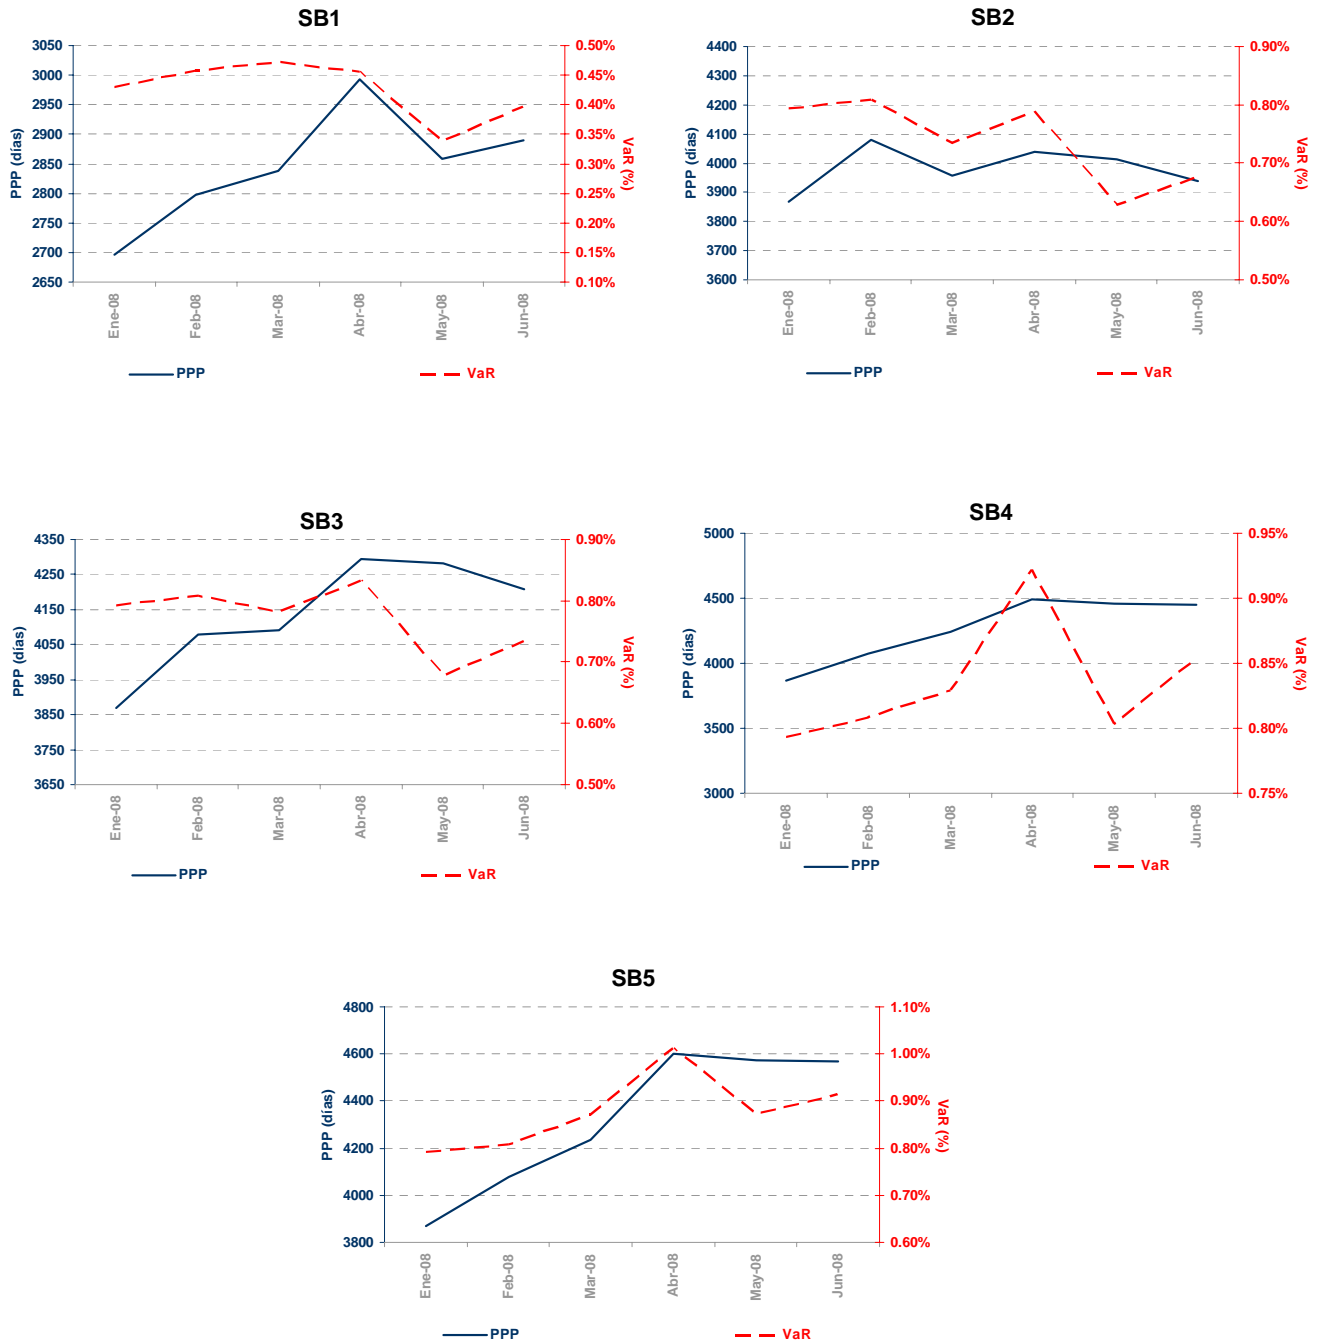 SB1
3050
3000
2950
2900
2850
2800
2750
2700
2650
PPP (días)
0.50%
0.45%
0.40%
0.35%
0.30%
0.25%
0.20%
0.15%
0.10%
VaR (%)
Ene-08
Feb-08
Mar-08
Abr-08
May-08
Jun-08
PPP
VaR
SB2
4400
4300
4200
4100
4000
3900
3800
3700
3600
PPP (días)
0.90%
0.80%
0.70%
0.60%
0.50%
VaR (%)
Ene-08
Feb-08
Mar-08
Abr-08
May-08
Jun-08
PPP
VaR
SB3
4350
4250
4150
4050
3950
3850
3750
3650
PPP (días)
0.90%
0.80%
0.70%
0.60%
0.50%
VaR (%)
Ene-08
Feb-08
Mar-08
Abr-08
May-08
Jun-08
PPP
VaR
SB4
5000
4500
4000
3500
3000
PPP (días)
0.95%
0.90%
0.85%
0.80%
0.75%
VaR (%)
Ene-08
Feb-08
Mar-08
Abr-08
May-08
Jun-08
PPP
VaR
SB5
4800
4600
4400
4200
4000
3800
PPP (días)
1.10%
1.00%
0.90%
0.80%
0.70%
0.60%
VaR (%)
Ene-08
Feb-08
Mar-08
Abr-08
May-08
Jun-08
PPP
VaR